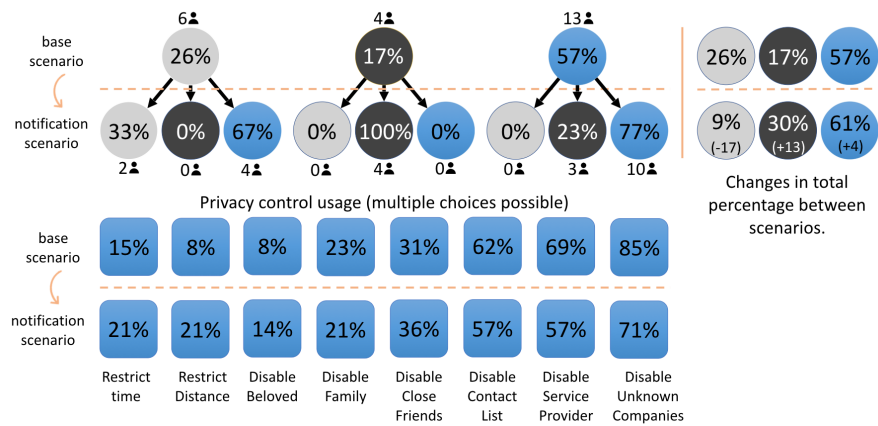 6 4 13
base
scenario
26% 17% 57%
26% 17% 57%
notification
scenario
33% 0% 67% 0% 100% 0% 0% 23% 77%
2 0 4 0 4 0 0 3 10
9% 30% 61%
(-17) (+13) (+4)
Changes in total
percentage between
scenarios.
Privacy control usage (multiple choices possible)
base
scenario
15% 8% 8% 23% 31% 62% 69% 85%
notification
scenario
21% 21% 14% 21% 36% 57% 57% 71%
Restrict
time
Restrict
Distance
Disable
Beloved
Disable
Family
Disable
Close
Friends
Disable
Contact
List
Disable
Service
Provider
Disable
Unknown
Companies